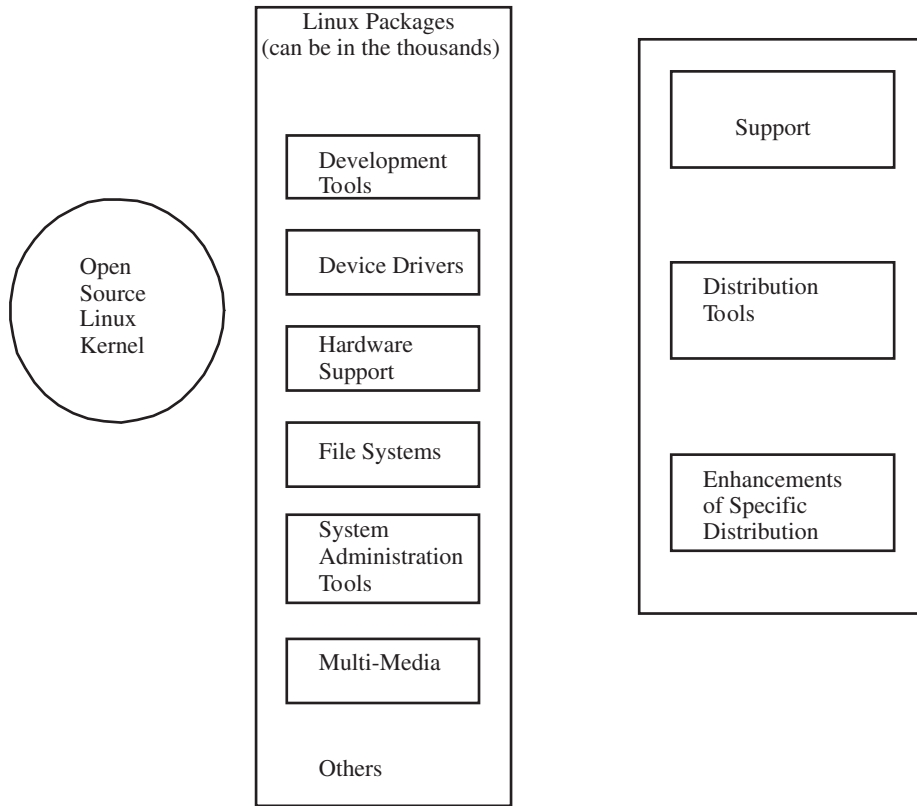 Open
Source
Linux
Kernel
Linux Packages
(can be in the thousands)
Development
Tools
Device Drivers
Hardware
Support
File Systems
System
Administration
Tools
Multi-Media
Others
Support
Distribution
Tools
Enhancements
of Specific
Distribution